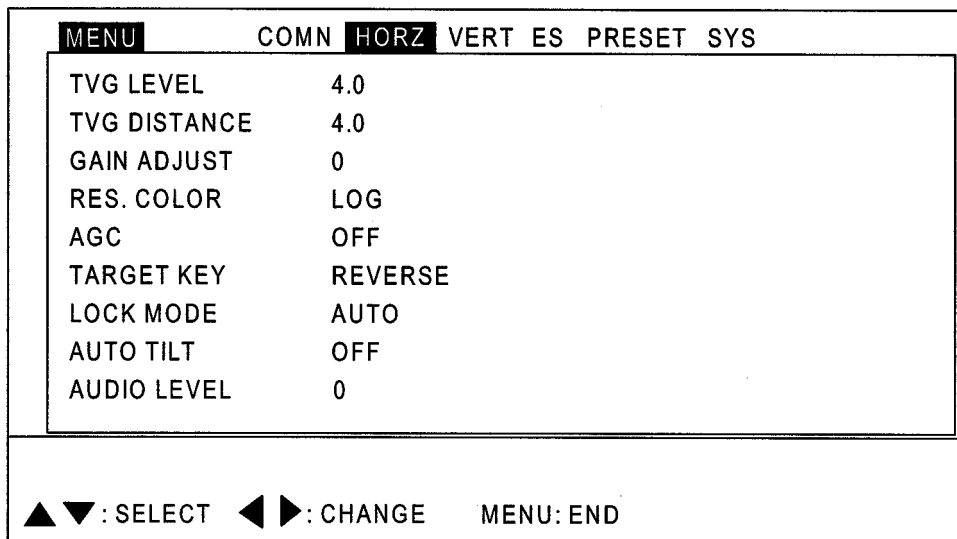 MENU COMN HORZ VERT ES PRESET SYS
TVG LEVEL 4.0
TVG DISTANCE 4.0
GAIN ADJUST 0
RES. COLOR LOG
AGC OFF
TARGET KEY REVERSE
LOCK MODE AUTO
AUTO TILT OFF
AUDIO LEVEL 0
▲ ▼: SELECT ◀ ▶: CHANGE MENU: END